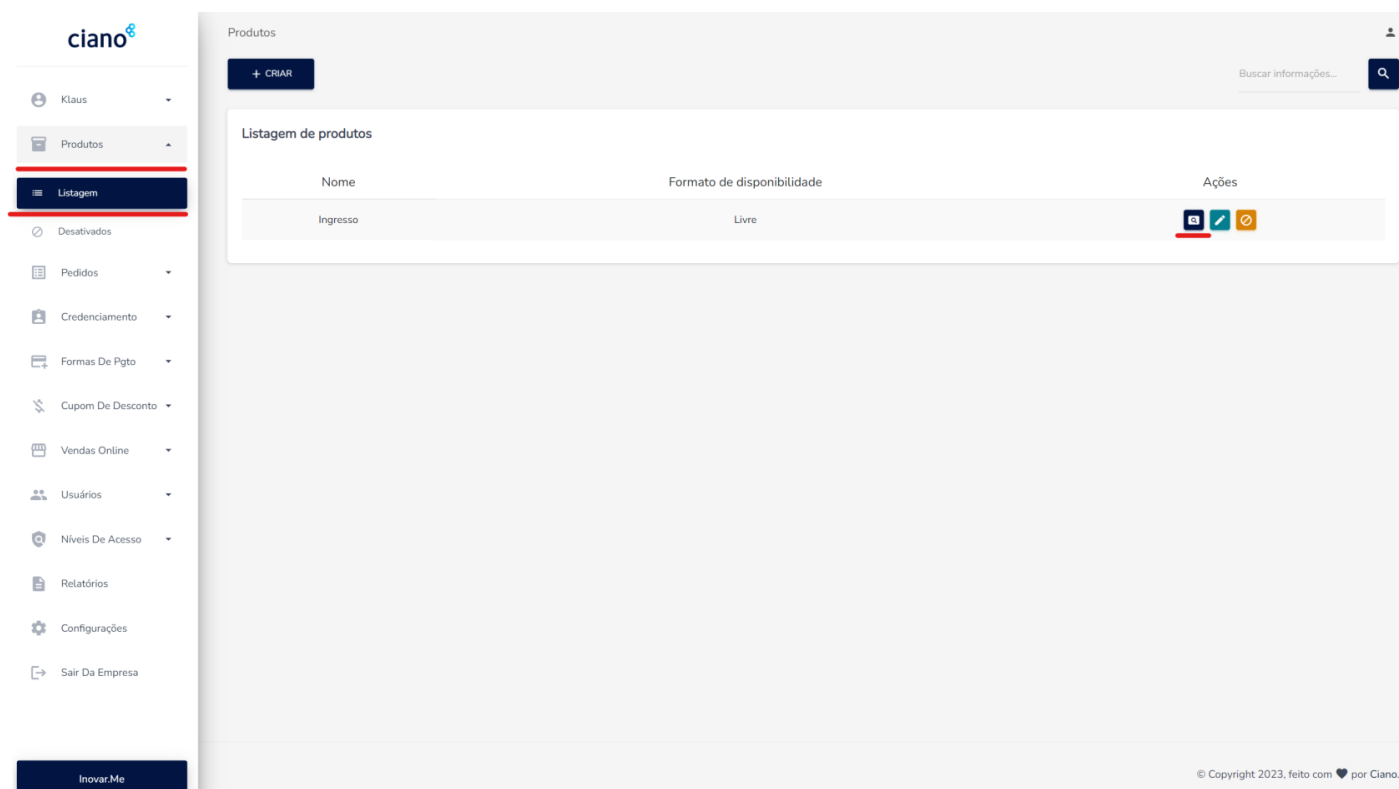 ciano
Klaus
Produtos
Listagem
Desativados
Pedidos
Credenciamento
Formas De Pgto
Cupom De Desconto
Vendas Online
Usuários
Níveis De Acesso
Relatórios
Configurações
Sair Da Empresa
Inovar.Me
Produtos
+ CRIAR
Buscar informações...
Listagem de produtos
Nome Formato de disponibilidade Ações
Ingresso Livre
© Copyright 2023, feito com ♥ por Ciano.